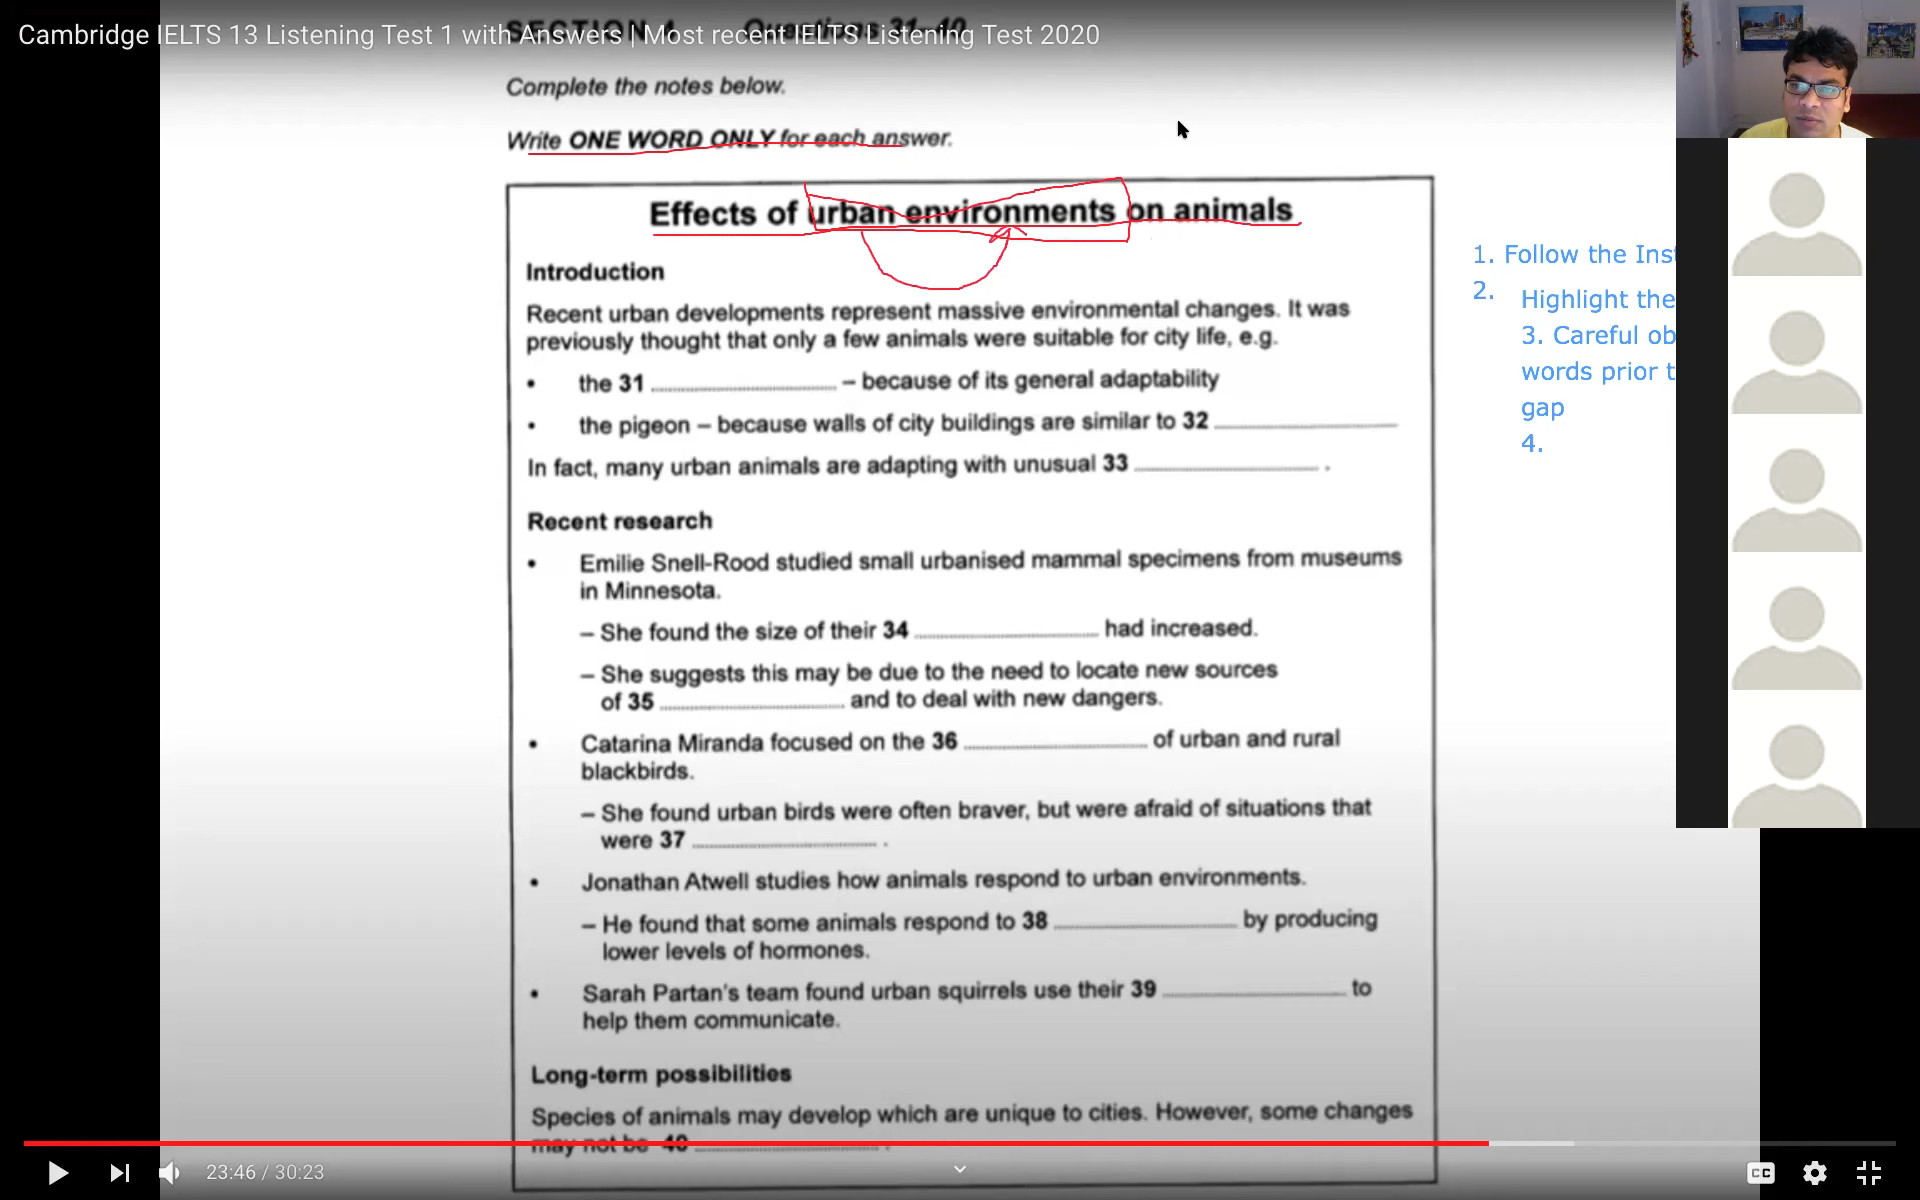 Cambridge IELTS 13 Listening Test 1 with Answers | Most recent IELTS Listening Test 2020
SECTION 4 Questions 31–40
Complete the notes below.
Write ONE WORD ONLY for each answer.
Effects of urban environments on animals
Introduction
Recent urban developments represent massive environmental changes. It was
previously thought that only a few animals were suitable for city life, e.g.
• the 31 .................... – because of its general adaptability
• the pigeon – because walls of city buildings are similar to 32 ....................
In fact, many urban animals are adapting with unusual 33 .................... .
Recent research
• Emilie Snell-Rood studied small urbanised mammal specimens from museums
in Minnesota.
– She found the size of their 34 .................... had increased.
– She suggests this may be due to the need to locate new sources
of 35 .................... and to deal with new dangers.
• Catarina Miranda focused on the 36 .................... of urban and rural
blackbirds.
– She found urban birds were often braver, but were afraid of situations that
were 37 .................... .
• Jonathan Atwell studies how animals respond to urban environments.
– He found that some animals respond to 38 .................... by producing
lower levels of hormones.
• Sarah Partan's team found urban squirrels use their 39 .................... to
help them communicate.
Long-term possibilities
Species of animals may develop which are unique to cities. However, some changes
may not be 40 .................... .
1. Follow the Ins
2. Highlight the
3. Careful ob
words prior t
gap
4.
23:46 / 30:23
CC